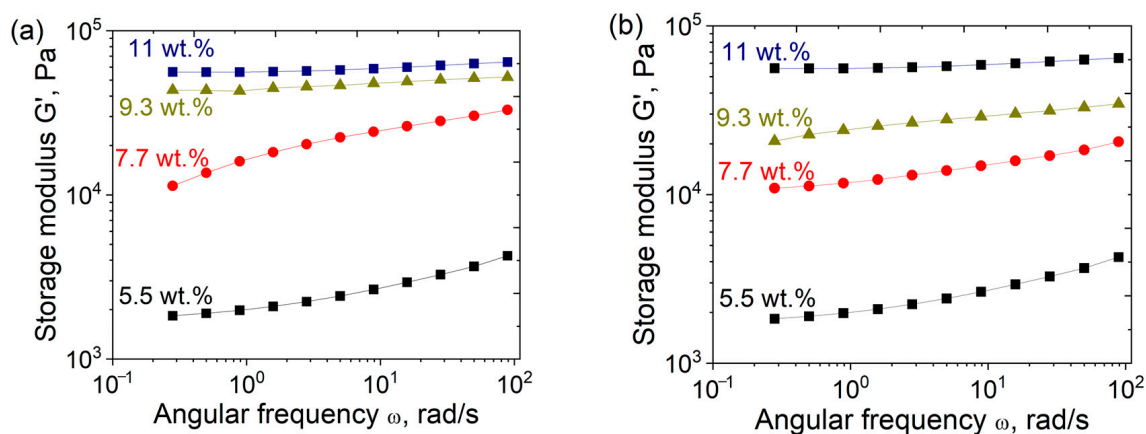 (a)
Storage modulus G', Pa
10⁵
10⁴
10³
11 wt.%
9.3 wt.%
7.7 wt.%
5.5 wt.%
10⁻¹ 10⁰ 10¹ 10²
Angular frequency ω, rad/s
(b)
Storage modulus G', Pa
10⁵
10⁴
10³
11 wt.%
9.3 wt.%
7.7 wt.%
5.5 wt.%
10⁻¹ 10⁰ 10¹ 10²
Angular frequency ω, rad/s